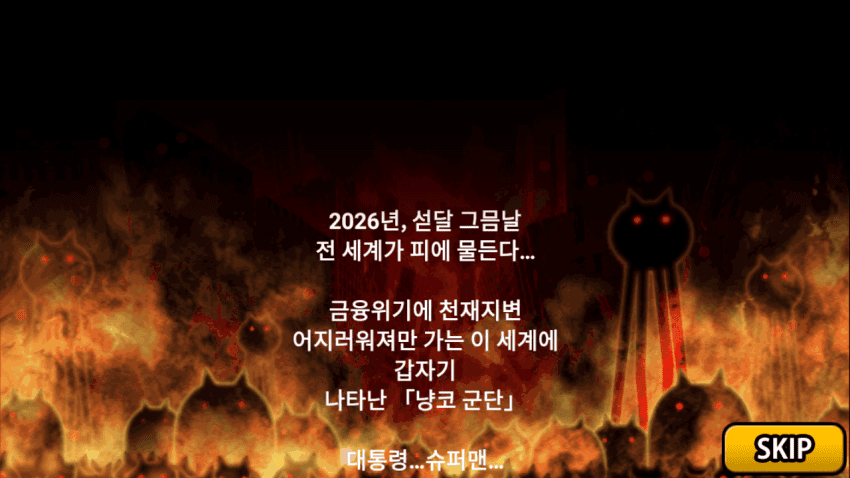 2026년, 섣달 그믐날
전 세계가 피에 물든다...
금융위기에 천재지변
어지러워져만 가는 이 세계에
갑자기
나타난 「냥코 군단」
대통령...슈퍼맨...
SKIP